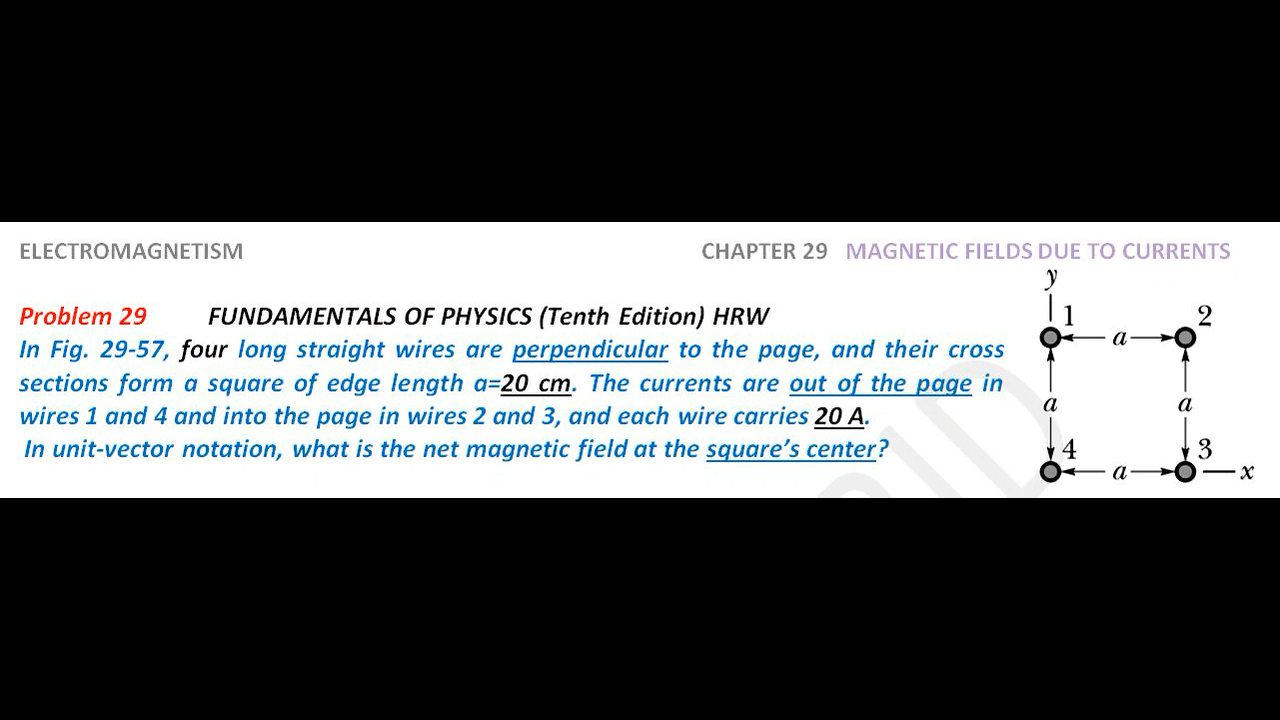 ELECTROMAGNETISM CHAPTER 29 MAGNETIC FIELDS DUE TO CURRENTS
Problem 29 FUNDAMENTALS OF PHYSICS (Tenth Edition) HRW
In Fig. 29-57, four long straight wires are perpendicular to the page, and their cross
sections form a square of edge length a=20 cm. The currents are out of the page in
wires 1 and 4 and into the page in wires 2 and 3, and each wire carries 20 A.
In unit-vector notation, what is the net magnetic field at the square's center?
y
1 2
a
a a
4 3
a x